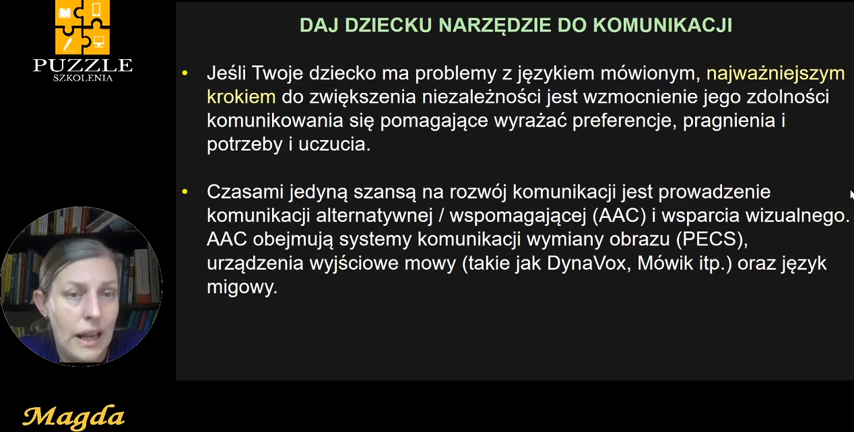 PUZZLE
SZKOLENIA
DAJ DZIECKU NARZĘDZIE DO KOMUNIKACJI
• Jeśli Twoje dziecko ma problemy z językiem mówionym, najważniejszym
krokiem do zwiększenia niezależności jest wzmocnienie jego zdolności
komunikowania się pomagające wyrażać preferencje, pragnienia i
potrzeby i uczucia.
• Czasami jedyną szansą na rozwój komunikacji jest prowadzenie
komunikacji alternatywnej / wspomagającej (AAC) i wsparcia wizualnego.
AAC obejmują systemy komunikacji wymiany obrazu (PECS),
urządzenia wyjściowe mowy (takie jak DynaVox, Mówik itp.) oraz język
migowy.
Magda